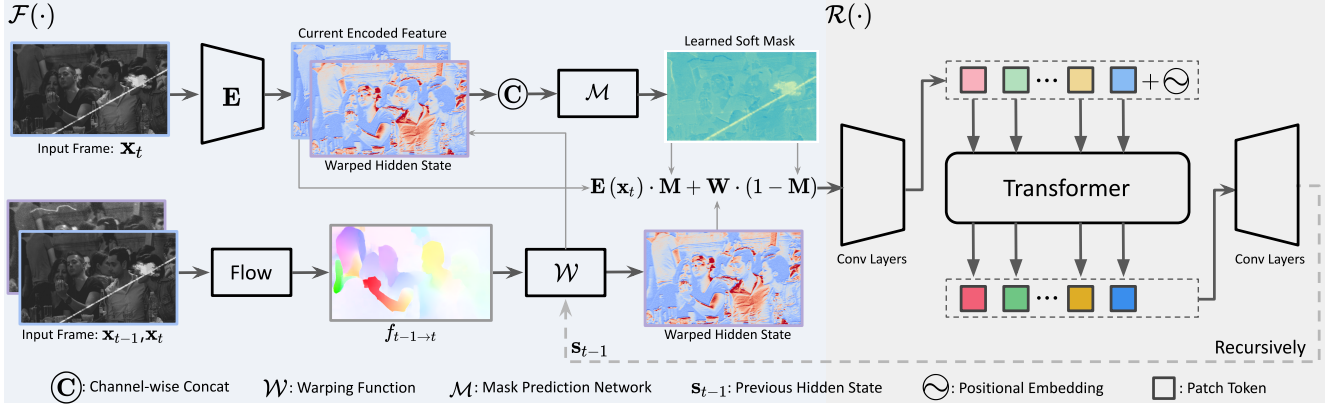 𝓕(·)
𝓡(·)
Current Encoded Feature
Learned Soft Mask
E
C
𝓜
+
Input Frame: x_t
Warped Hidden State
E(x_t) · M + W · (1 − M)
Transformer
Flow
𝓦
Conv Layers
Conv Layers
Input Frame: x_{t−1}, x_t
f_{t−1→t}
Warped Hidden State
s_{t−1}
Recursively
C: Channel-wise Concat
𝓦: Warping Function
𝓜: Mask Prediction Network
s_{t−1}: Previous Hidden State
∼: Positional Embedding
: Patch Token